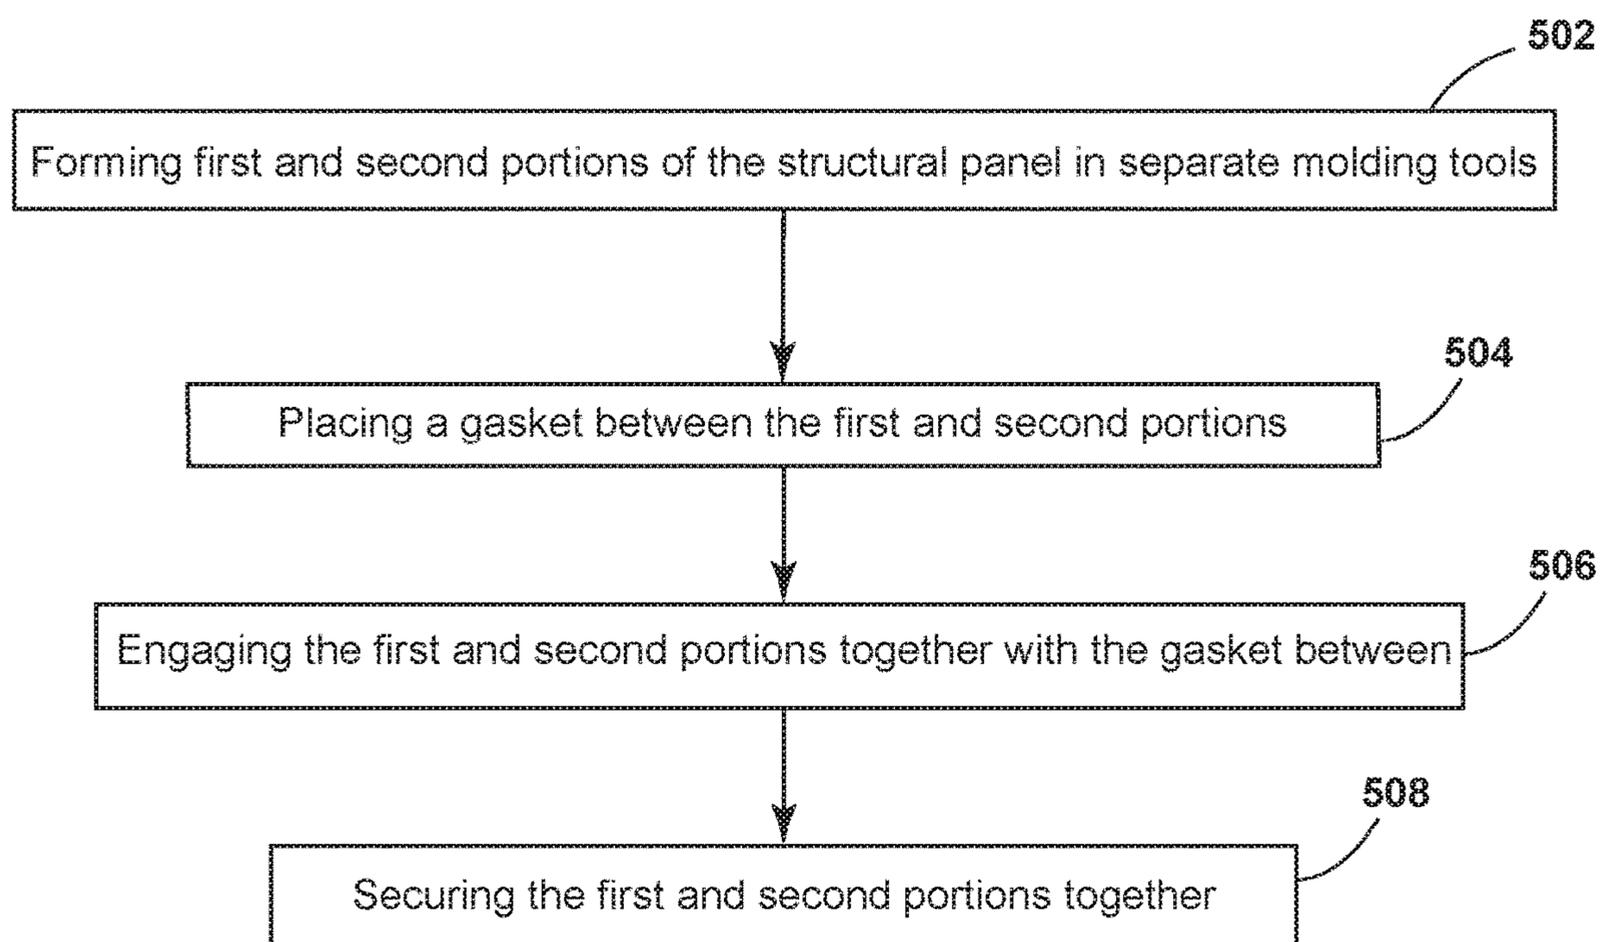 502
Forming first and second portions of the structural panel in separate molding tools
504
Placing a gasket between the first and second portions
506
Engaging the first and second portions together with the gasket between
508
Securing the first and second portions together